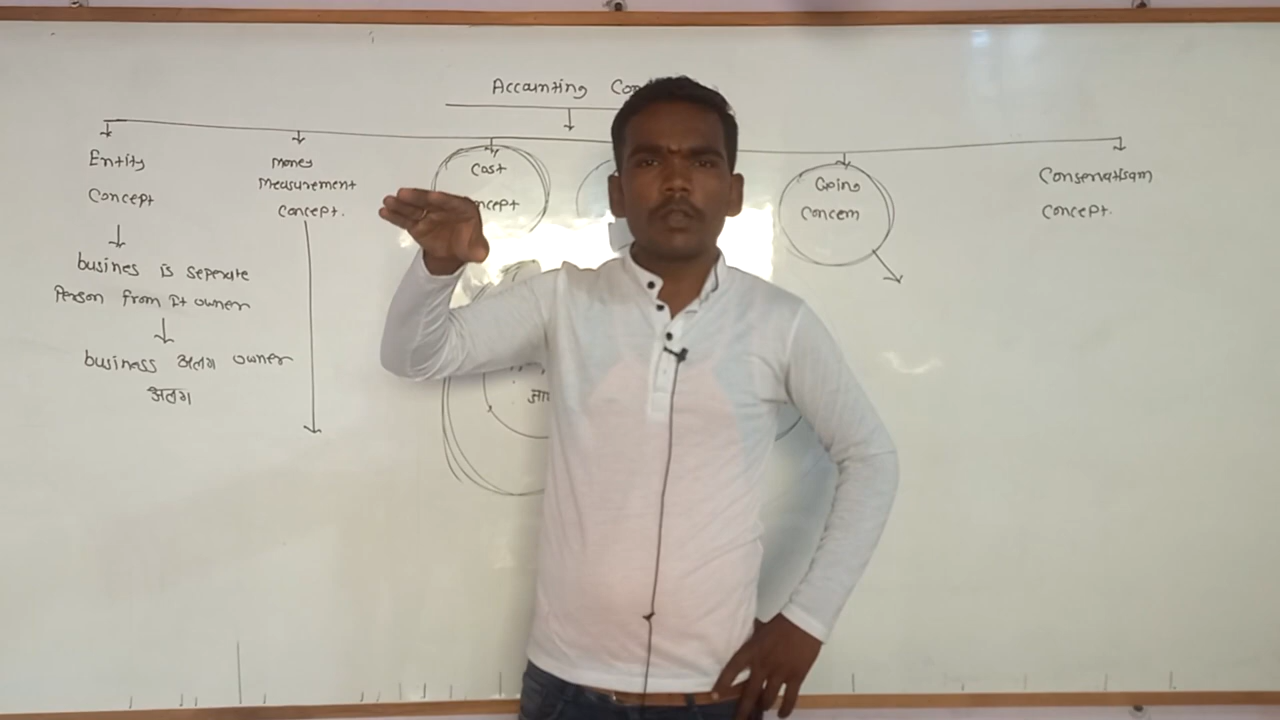 Accounting
Entity
Concept
busines is seperate
Person from It owner
business अलग owner
अलग
Money
Measurement
Concept.
Cost
Going
Concern
Conservatisam
Concept.